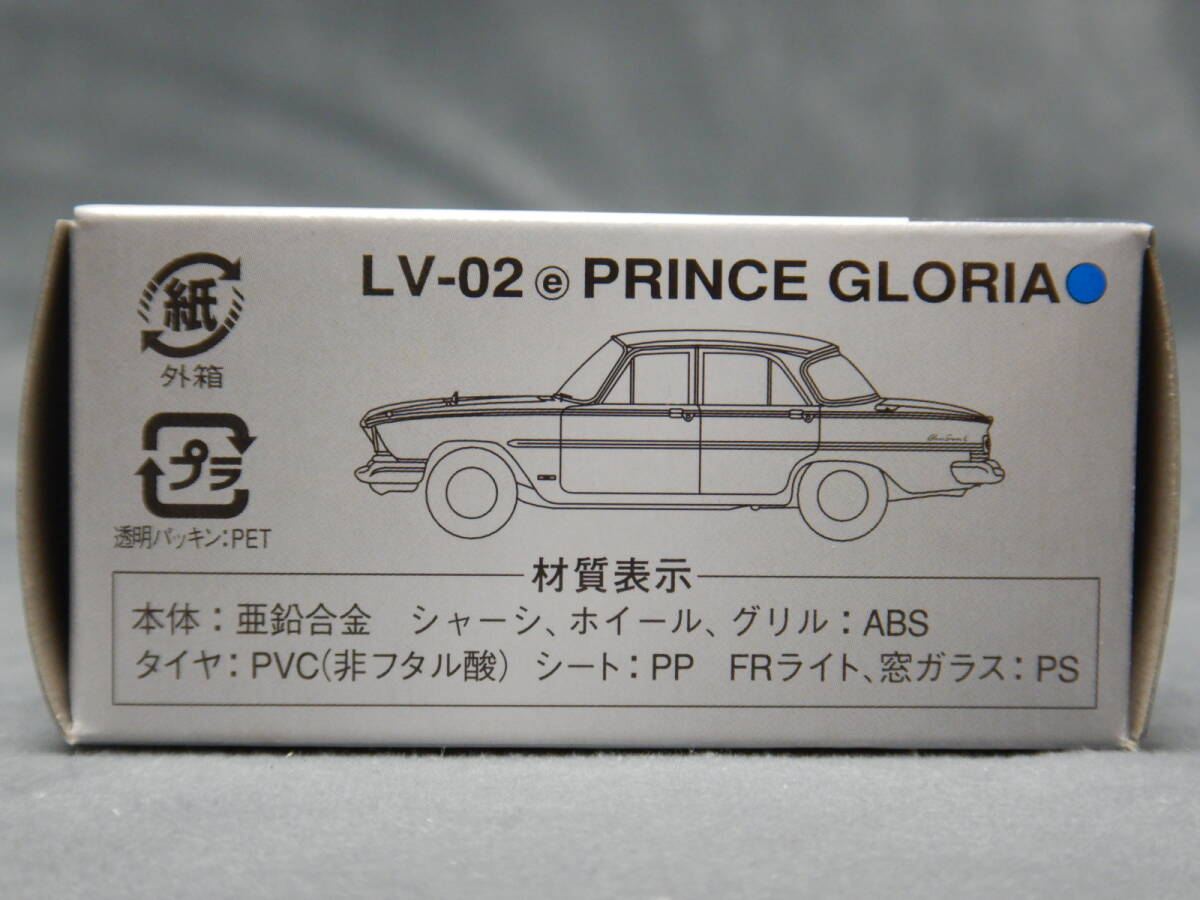 LV-02 ⓔ PRINCE GLORIA
紙
外箱
プラ
透明パッキン:PET
材質表示
本体：亜鉛合金　シャーシ、ホイール、グリル：ABS
タイヤ：PVC(非フタル酸)　シート：PP　FRライト、窓ガラス：PS